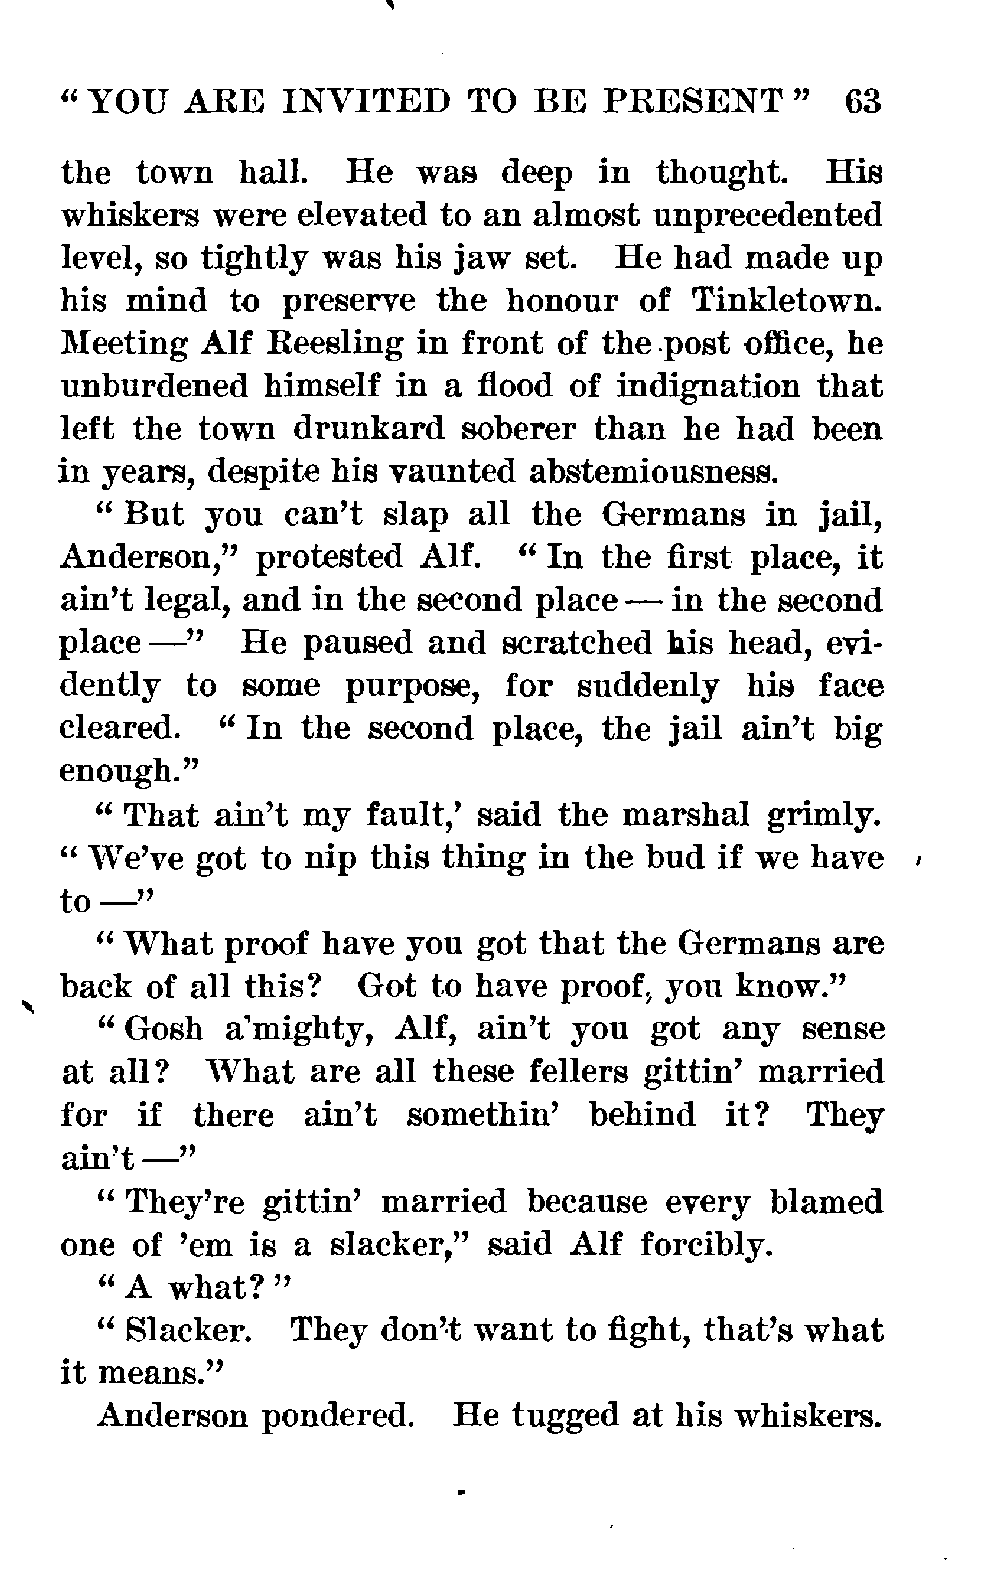 “ YOU ARE INVITED TO BE PRESENT ” 63
the town hall. He was deep in thought. His
whiskers were elevated to an almost unprecedented
level, so tightly was his jaw set. He had made up
his mind to preserve the honour of Tinkletown.
Meeting Alf Reesling in front of the post office, he
unburdened himself in a flood of indignation that
left the town drunkard soberer than he had been
in years, despite his vaunted abstemiousness.
“ But you can’t slap all the Germans in jail,
Anderson,” protested Alf. “ In the first place, it
ain’t legal, and in the second place — in the second
place —” He paused and scratched his head, evi-
dently to some purpose, for suddenly his face
cleared. “ In the second place, the jail ain’t big
enough.”
“ That ain’t my fault,’ said the marshal grimly.
“ We’ve got to nip this thing in the bud if we have
to —”
“ What proof have you got that the Germans are
back of all this? Got to have proof, you know.”
“ Gosh a’mighty, Alf, ain’t you got any sense
at all? What are all these fellers gittin’ married
for if there ain’t somethin’ behind it? They
ain’t —”
“ They’re gittin’ married because every blamed
one of ’em is a slacker,” said Alf forcibly.
“ A what? ”
“ Slacker. They don’t want to fight, that’s what
it means.”
Anderson pondered. He tugged at his whiskers.